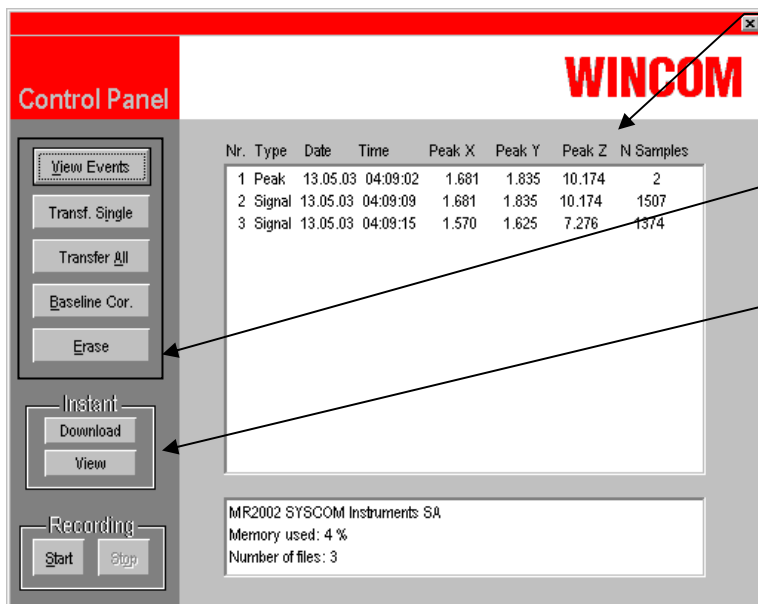 WINCOM
Control Panel
View Events
Transf. Single
Transfer All
Baseline Cor.
Erase
Instant
Download
View
Recording
Start Stop
Nr. Type Date Time Peak X Peak Y Peak Z N Samples
1 Peak 13.05.03 04:09:02 1.681 1.835 10.174 2
2 Signal 13.05.03 04:09:09 1.681 1.835 10.174 1507
3 Signal 13.05.03 04:09:15 1.570 1.625 7.276 1374
MR2002 SYSCOM Instruments SA
Memory used: 4 %
Number of files: 3